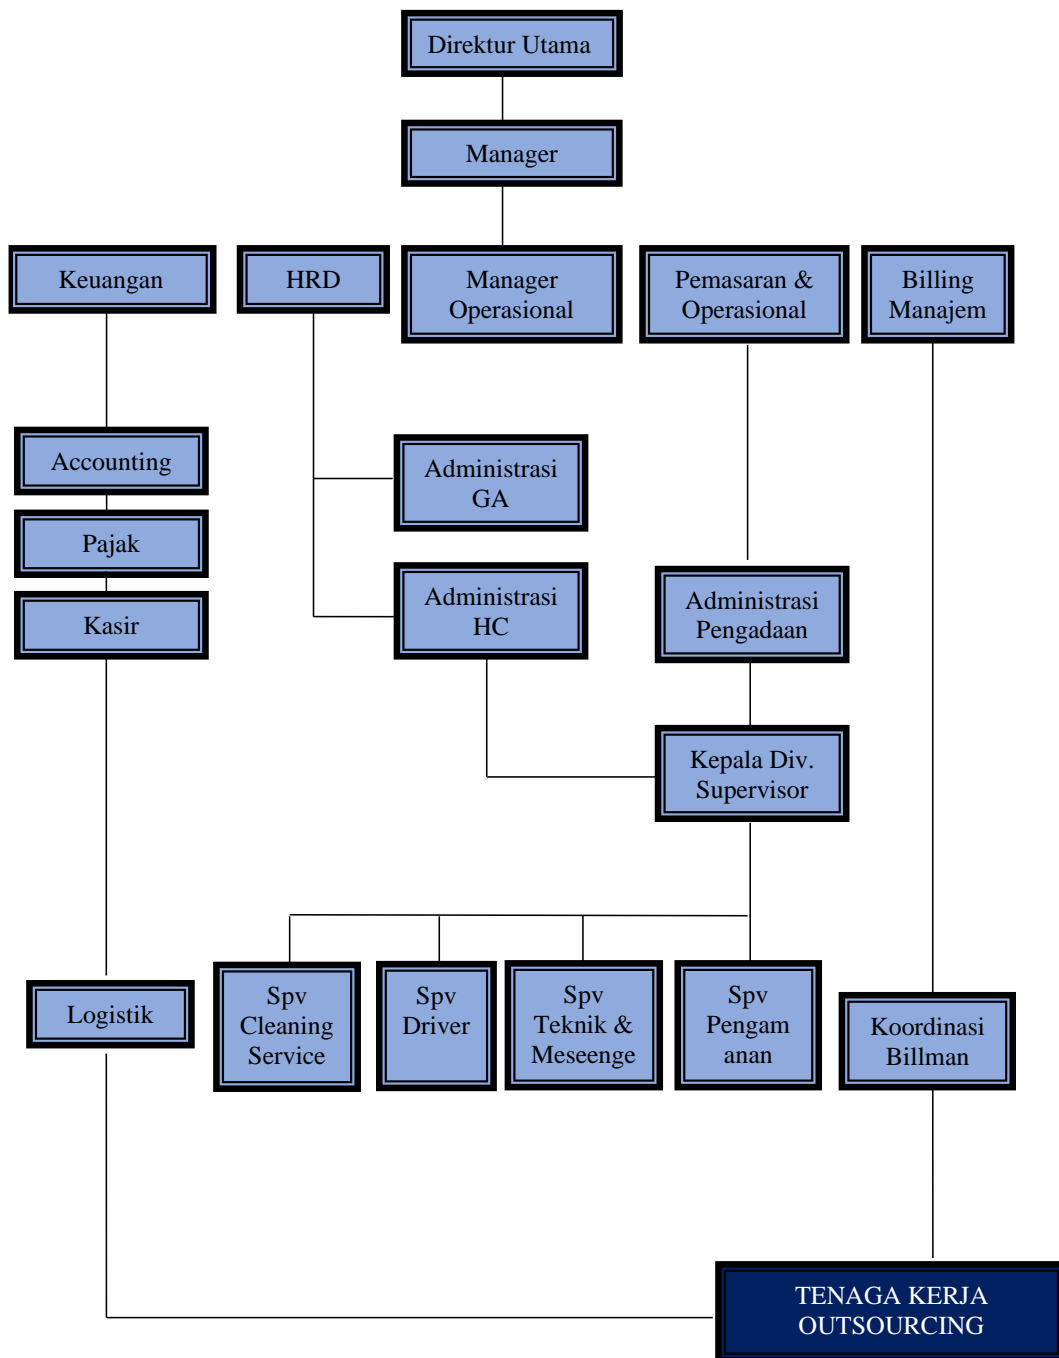 Direktur Utama
Manager
Keuangan
HRD
Manager
Operasional
Pemasaran &
Operasional
Billing
Manajem
Accounting
Administrasi
GA
Pajak
Administrasi
HC
Administrasi
Pengadaan
Kasir
Kepala Div.
Supervisor
Logistik
Spv
Cleaning
Service
Spv
Driver
Spv
Teknik &
Meseenge
Spv
Pengam
anan
Koordinasi
Billman
TENAGA KERJA
OUTSOURCING